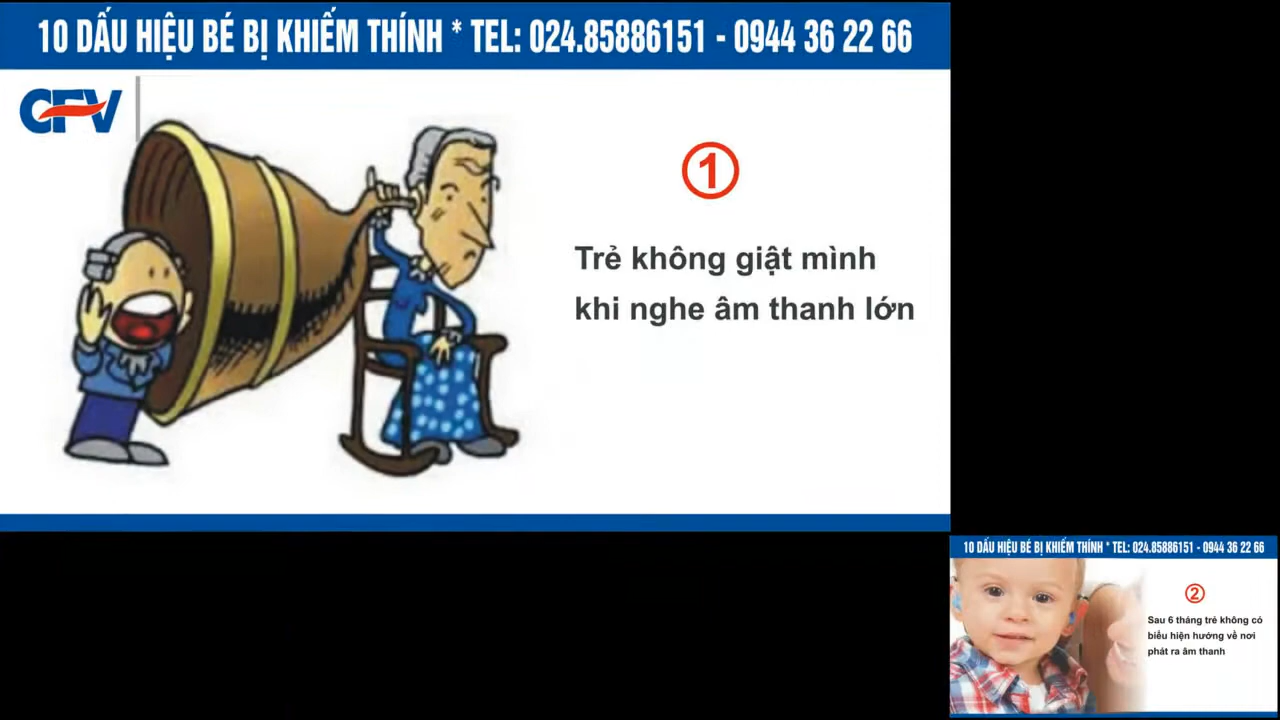 10 DẤU HIỆU BÉ BỊ KHIẾM THÍNH * TEL: 024.85886151 - 0944 36 22 66
CFV
1
Trẻ không giật mình
khi nghe âm thanh lớn
10 DẤU HIỆU BÉ BỊ KHIẾM THÍNH * TEL: 024.85886151 - 0944 36 22 66
2
Sau 6 tháng trẻ không có
biểu hiện hướng về nơi
phát ra âm thanh